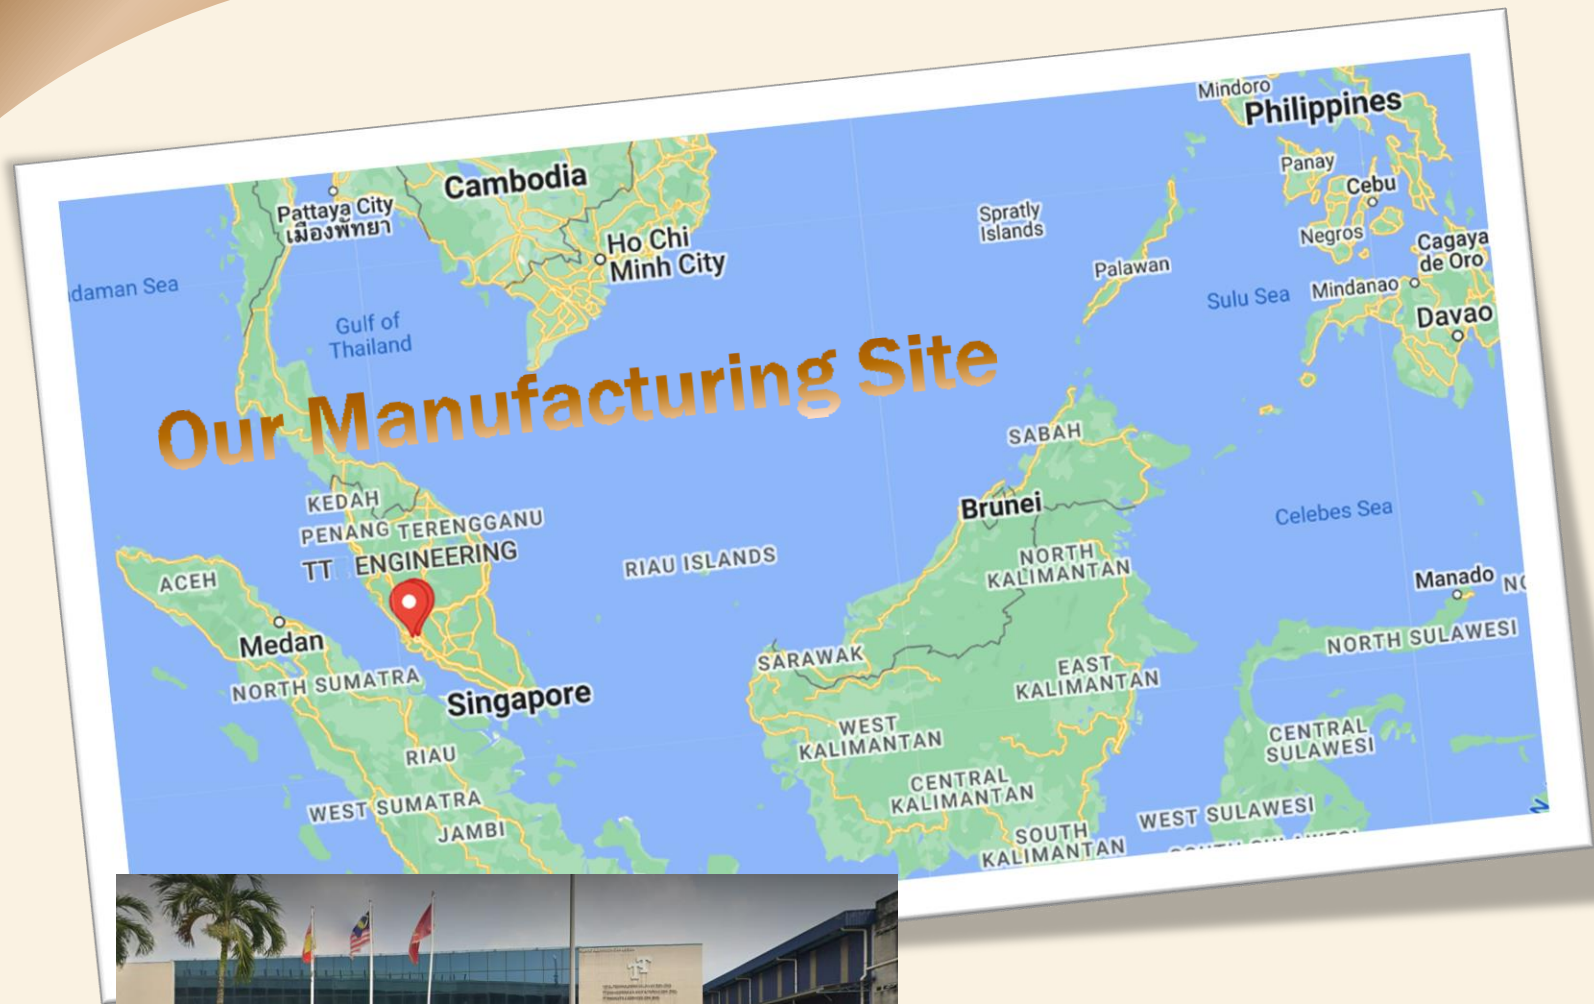 Mindoro
Philippines
Panay
Cebu
Cambodia
Pattaya City
เมืองพัทยา
Spratly
Islands
Negros
Cagaya
de Oro
Ho Chi
Minh City
Palawan
Mindanao
daman Sea
Sulu Sea
Davao
Gulf of
Thailand
Our Manufacturing Site
SABAH
KEDAH
Brunei
PENANG TERENGGANU
Celebes Sea
TT ENGINEERING
RIAU ISLANDS
NORTH
KALIMANTAN
ACEH
Manado
NO
Medan
NORTH SULAWESI
SARAWAK
EAST
KALIMANTAN
NORTH SUMATRA
Singapore
WEST
KALIMANTAN
CENTRAL
SULAWESI
RIAU
CENTRAL
KALIMANTAN
WEST SUMATRA
JAMBI
WEST SULAWESI
SOUTH
KALIMANTAN